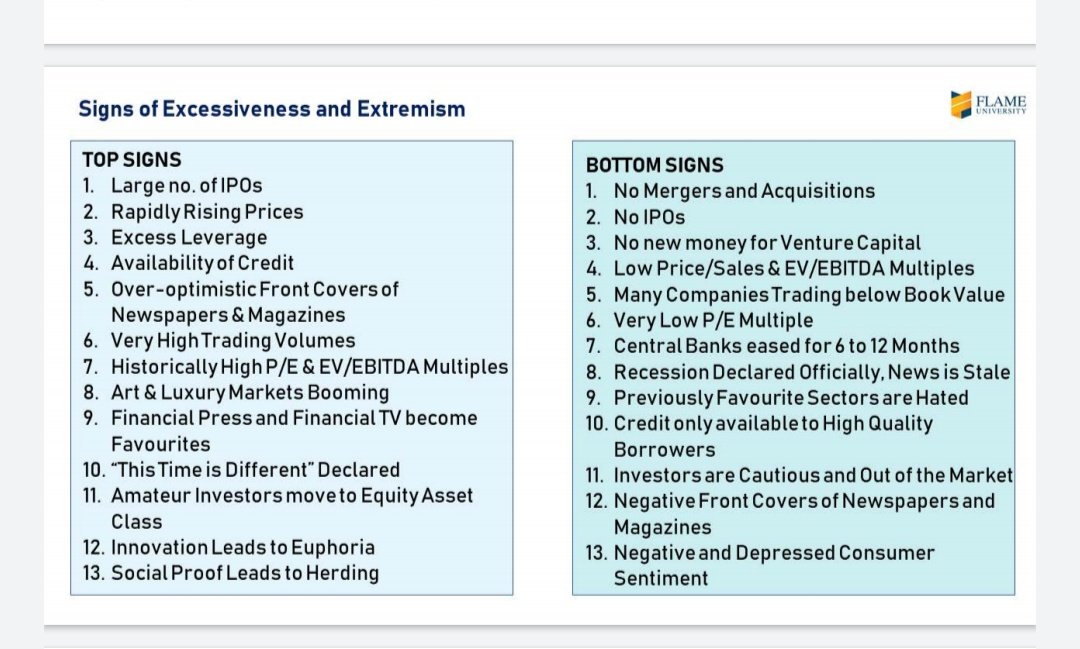 Signs of Excessiveness and Extremism
FLAME
UNIVERSITY
TOP SIGNS
1. Large no. of IPOs
2. Rapidly Rising Prices
3. Excess Leverage
4. Availability of Credit
5. Over-optimistic Front Covers of
Newspapers & Magazines
6. Very High Trading Volumes
7. Historically High P/E & EV/EBITDA Multiples
8. Art & Luxury Markets Booming
9. Financial Press and Financial TV become
Favourites
10. “This Time is Different” Declared
11. Amateur Investors move to Equity Asset
Class
12. Innovation Leads to Euphoria
13. Social Proof Leads to Herding
BOTTOM SIGNS
1. No Mergers and Acquisitions
2. No IPOs
3. No new money for Venture Capital
4. Low Price/Sales & EV/EBITDA Multiples
5. Many Companies Trading below Book Value
6. Very Low P/E Multiple
7. Central Banks eased for 6 to 12 Months
8. Recession Declared Officially, News is Stale
9. Previously Favourite Sectors are Hated
10. Credit only available to High Quality
Borrowers
11. Investors are Cautious and Out of the Market
12. Negative Front Covers of Newspapers and
Magazines
13. Negative and Depressed Consumer
Sentiment